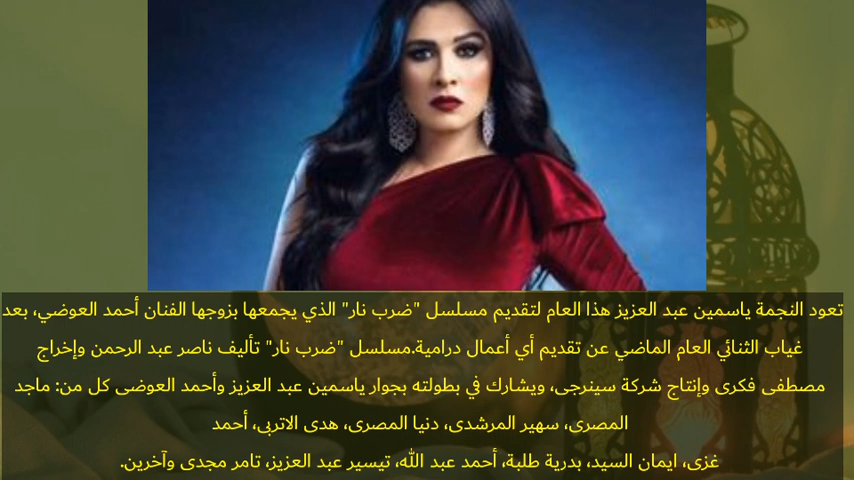 تعود النجمة ياسمين عبد العزيز هذا العام لتقديم مسلسل "ضرب نار" الذي يجمعها بزوجها الفنان أحمد العوضي، بعد
غياب الثنائي العام الماضي عن تقديم أي أعمال درامية.مسلسل "ضرب نار" تأليف ناصر عبد الرحمن وإخراج
مصطفى فكرى وإنتاج شركة سينرجى، ويشارك في بطولته بجوار ياسمين عبد العزيز وأحمد العوضى كل من: ماجد
المصرى، سهير المرشدى، دنيا المصرى، هدى الاتربى، أحمد
غزى، ايمان السيد، بدرية طلبة، أحمد عبد الله، تيسير عبد العزيز، تامر مجدى وآخرين.